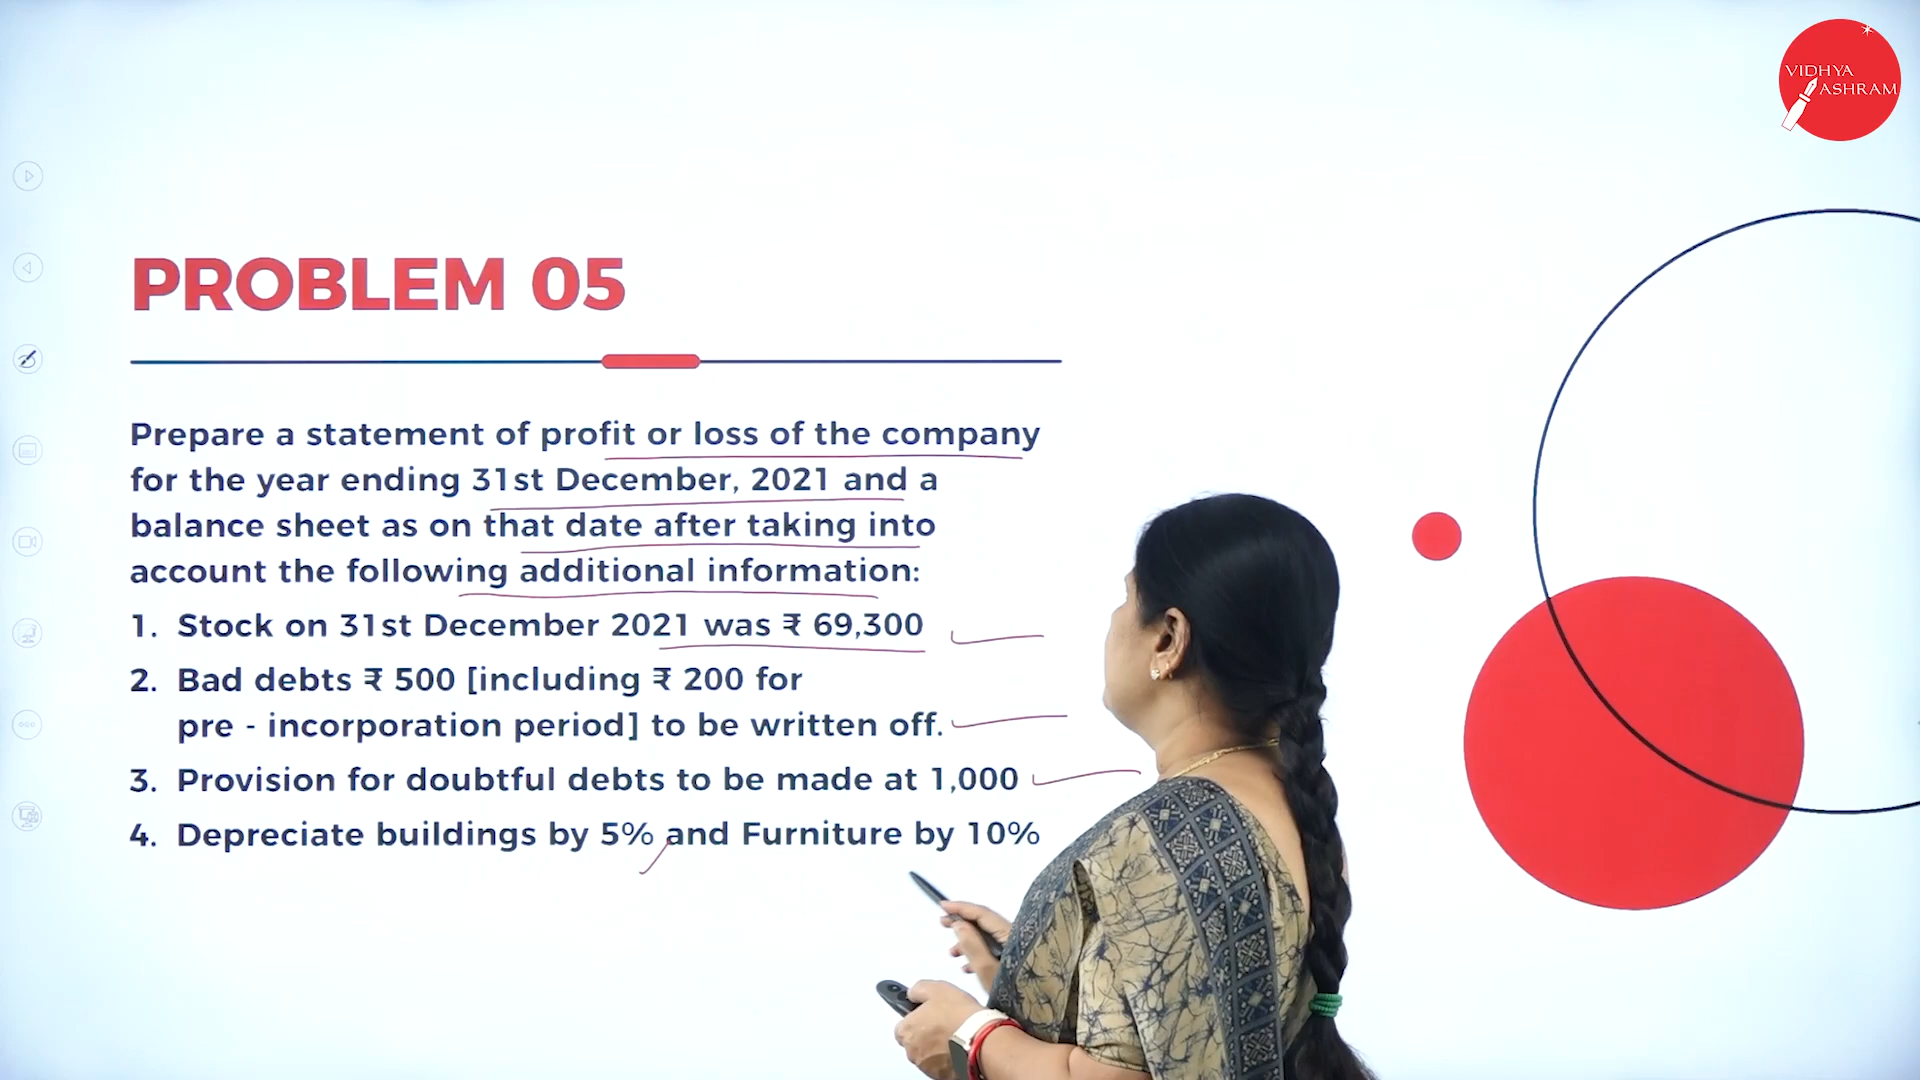 VIDHYA
ASHRAM
PROBLEM 05
Prepare a statement of profit or loss of the company
for the year ending 31st December, 2021 and a
balance sheet as on that date after taking into
account the following additional information:
1. Stock on 31st December 2021 was ₹ 69,300
2. Bad debts ₹ 500 [including ₹ 200 for
pre - incorporation period] to be written off.
3. Provision for doubtful debts to be made at 1,000
4. Depreciate buildings by 5% and Furniture by 10%